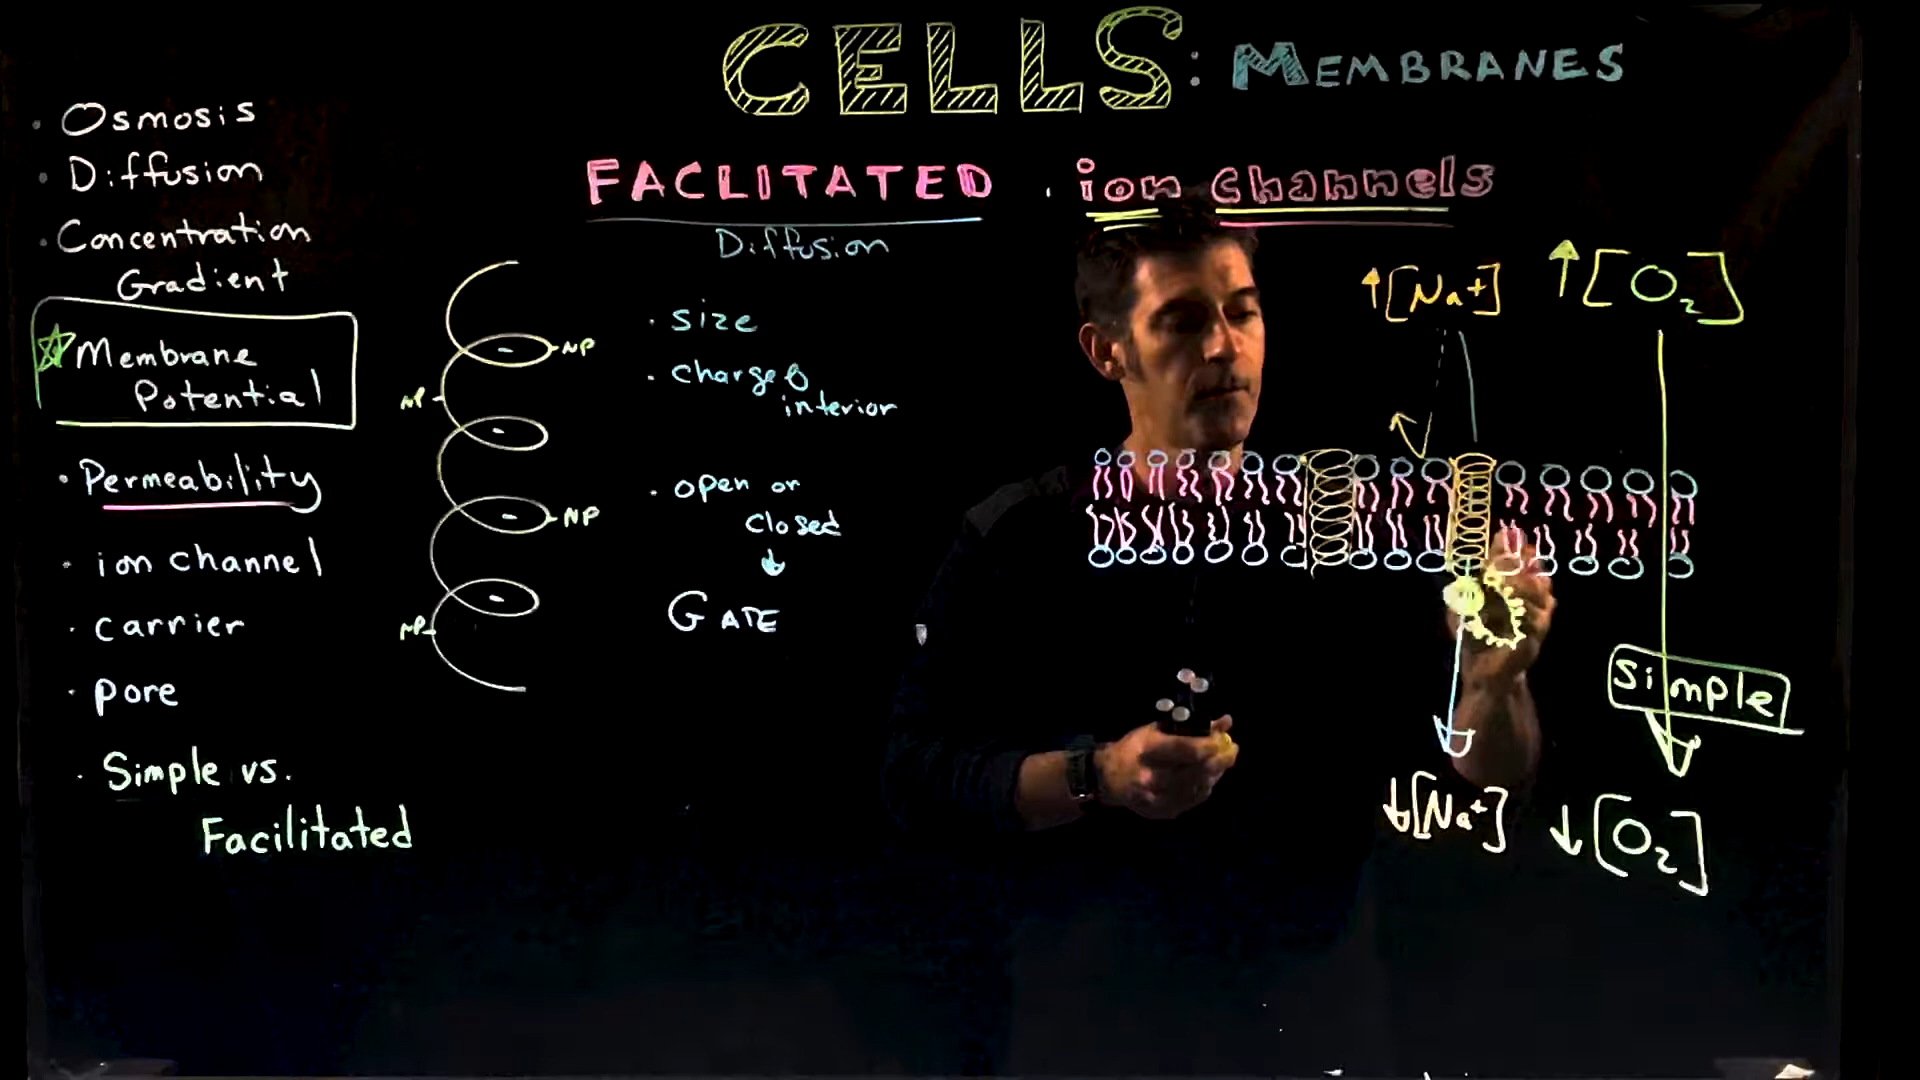 CELLS: MEMBRANES
• Osmosis
• Diffusion
• Concentration
Gradient
☆ Membrane
Potential
• Permeability
• ion channel
• carrier
• pore
• Simple vs.
Facilitated
FACLITATED • ion channels
Diffusion
NP
NP
NP
NP
• size
• charge
interior
• open or
closed
↓
GATE
↑[Na+]
↑[O₂]
simple
↓[Na+]
↓[O₂]